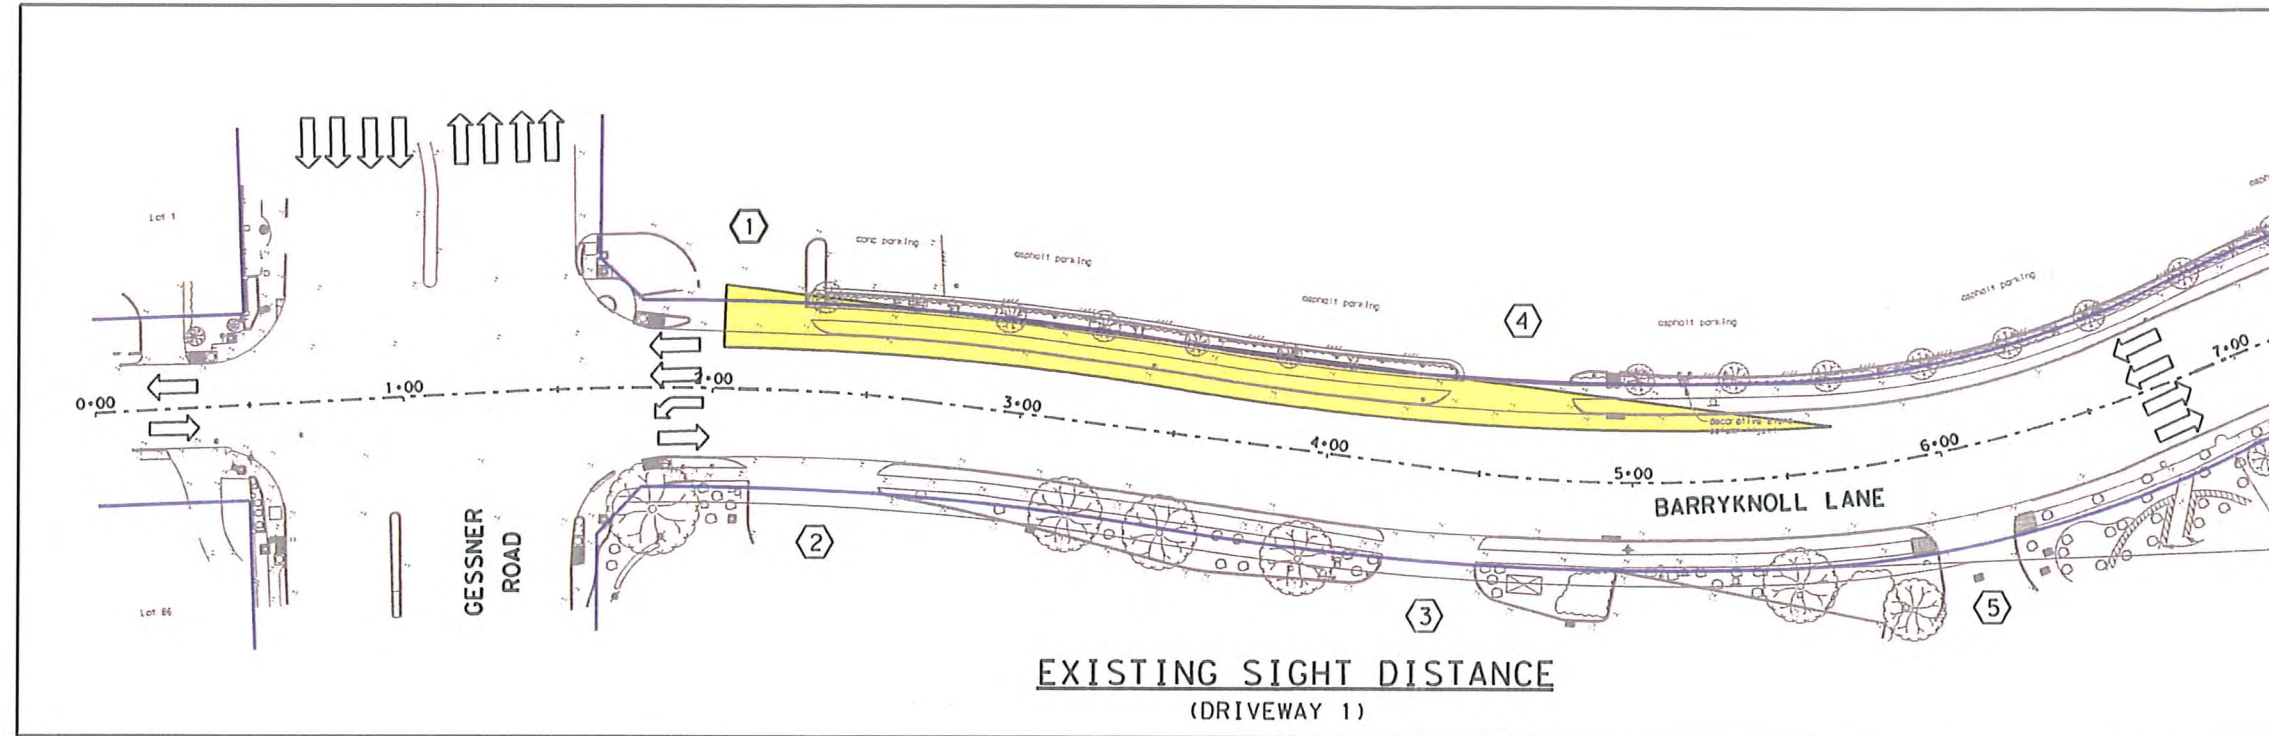 Lot 1
1
conc parking
asphalt parking
asphalt parking
4
asphalt parking
asphalt parking
0+00
1+00
2+00
3+00
4+00
5+00
6+00
7+00
BARRYKNOLL LANE
GESSNER
ROAD
Lot 66
2
3
5
EXISTING SIGHT DISTANCE
(DRIVEWAY 1)